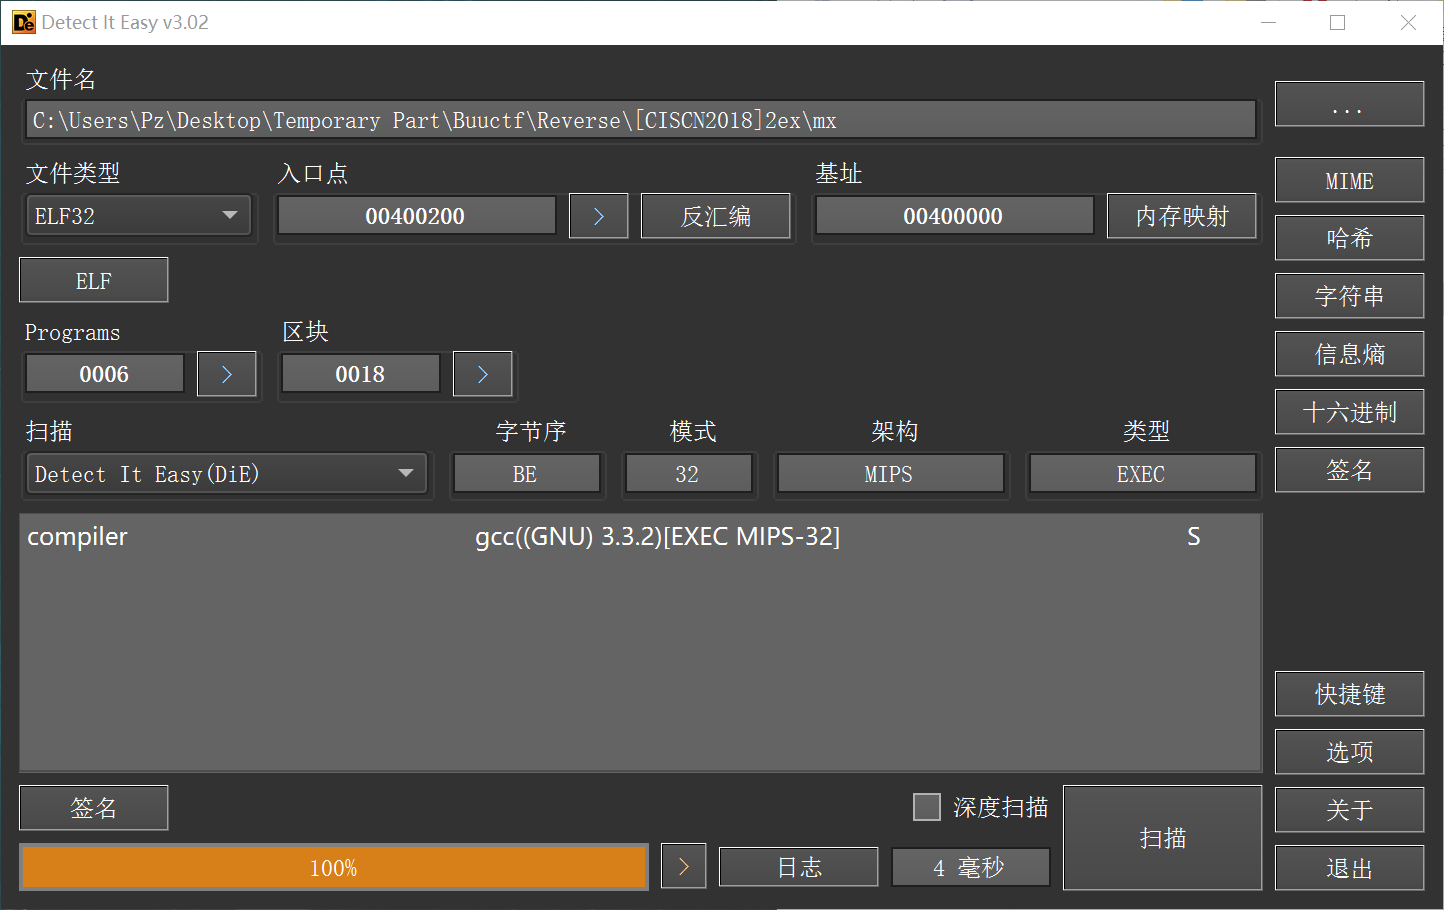 Detect It Easy v3.02
文件名
C:\Users\Pz\Desktop\Temporary Part\Buuctf\Reverse\[CISCN2018]2ex\mx
...
文件类型 入口点 基址
ELF32 00400200 > 反汇编 00400000 内存映射
MIME
哈希
ELF
字符串
Programs 区块
0006 > 0018 >
信息熵
十六进制
扫描 字节序 模式 架构 类型
Detect It Easy(DiE) BE 32 MIPS EXEC
签名
compiler gcc((GNU) 3.3.2)[EXEC MIPS-32] S
快捷键
选项
签名 深度扫描 扫描
关于
100% > 日志 4 毫秒
退出